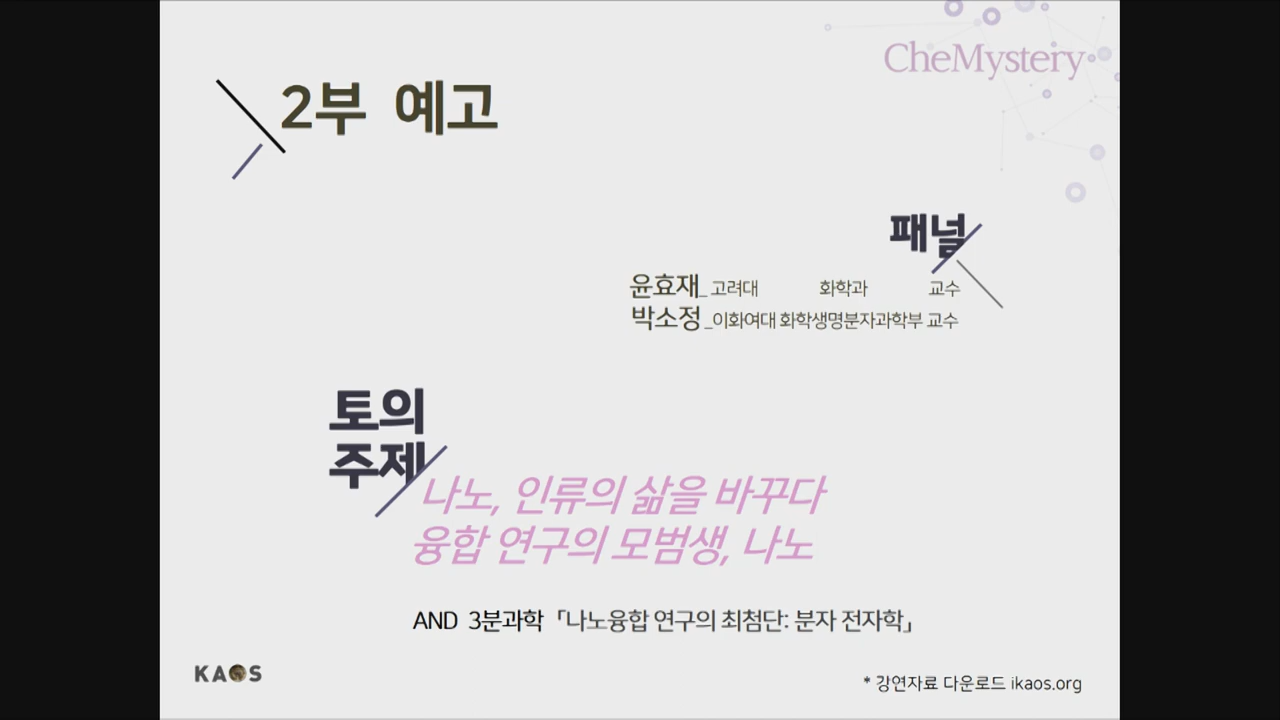 CheMystery
2부 예고
패널
윤효재_고려대 화학과 교수
박소정_이화여대 화학생명분자과학부 교수
토의
주제
나노, 인류의 삶을 바꾸다
융합 연구의 모범생, 나노
AND 3분과학 「나노융합 연구의 최첨단: 분자 전자학」
KAOS
* 강연자료 다운로드 ikaos.org